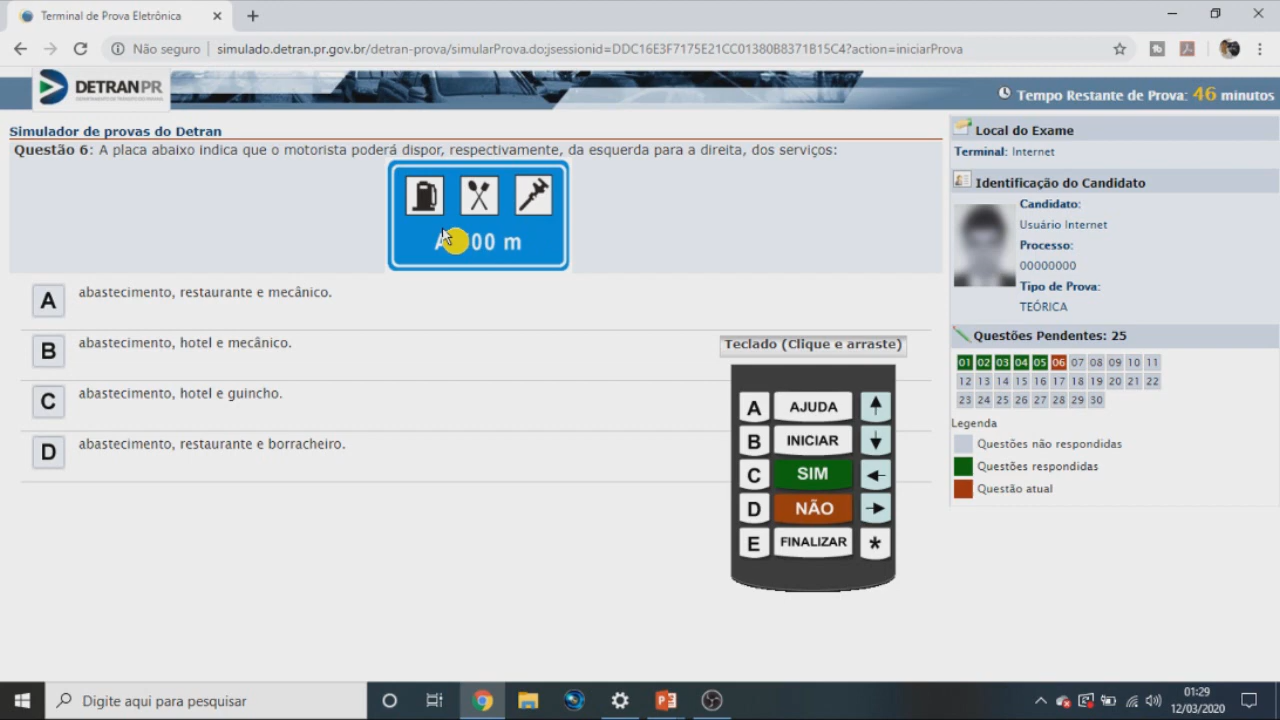 Terminal de Prova Eletrônica
Não seguro | simulado.detran.pr.gov.br/detran-prova/simularProva.do;jsessionid=DDC16E3F7175E21CC01380B8371B15C4?action=iniciarProva
DETRANPR
Tempo Restante de Prova: 46 minutos
Simulador de provas do Detran
Questão 6: A placa abaixo indica que o motorista poderá dispor, respectivamente, da esquerda para a direita, dos serviços:
A 00 m
A abastecimento, restaurante e mecânico.
B abastecimento, hotel e mecânico.
C abastecimento, hotel e guincho.
D abastecimento, restaurante e borracheiro.
Teclado (Clique e arraste)
A AJUDA
B INICIAR
C SIM
D NÃO
E FINALIZAR *
Local do Exame
Terminal: Internet
Identificação do Candidato
Candidato:
Usuário Internet
Processo:
00000000
Tipo de Prova:
TEÓRICA
Questões Pendentes: 25
01 02 03 04 05 06 07 08 09 10 11
12 13 14 15 16 17 18 19 20 21 22
23 24 25 26 27 28 29 30
Legenda
Questões não respondidas
Questões respondidas
Questão atual
Digite aqui para pesquisar
01:29
12/03/2020